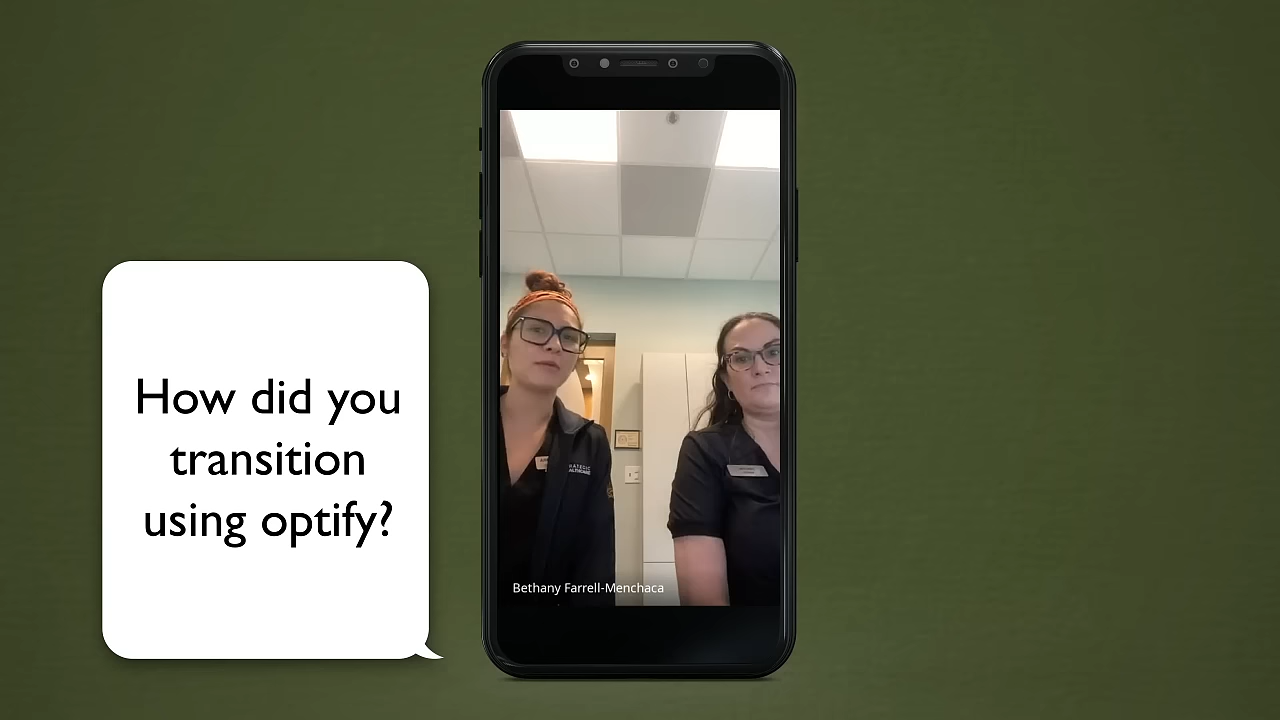 How did you
transition
using optify?
Bethany Farrell-Menchaca